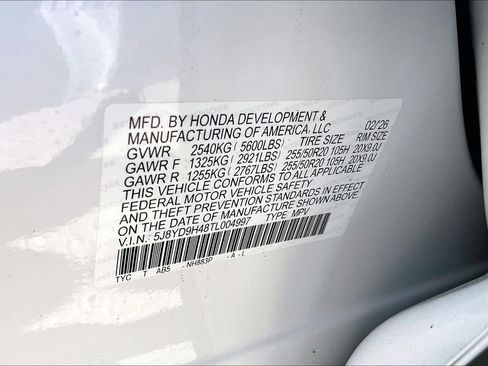 MFD. BY HONDA DEVELOPMENT & 02/26
MANUFACTURING OF AMERICA, LLC
GVWR 2540KG (5600LBS) TIRE SIZE RIM SIZE
GAWR F 1325KG (2921LBS) 255/50R20 105H 20X9.0J
GAWR R 1255KG (2767LBS) 255/50R20 105H 20X9.0J
THIS VEHICLE CONFORMS TO ALL APPLICABLE
FEDERAL MOTOR VEHICLE SAFETY
AND THEFT PREVENTION STANDARDS IN EFFECT
ON THE DATE OF MANUFACTURE SHOWN ABOVE.
V.I.N.: 5J8YD9H48TL004997 TYPE: MPV
TYC T AB5 - NH883P - A - L